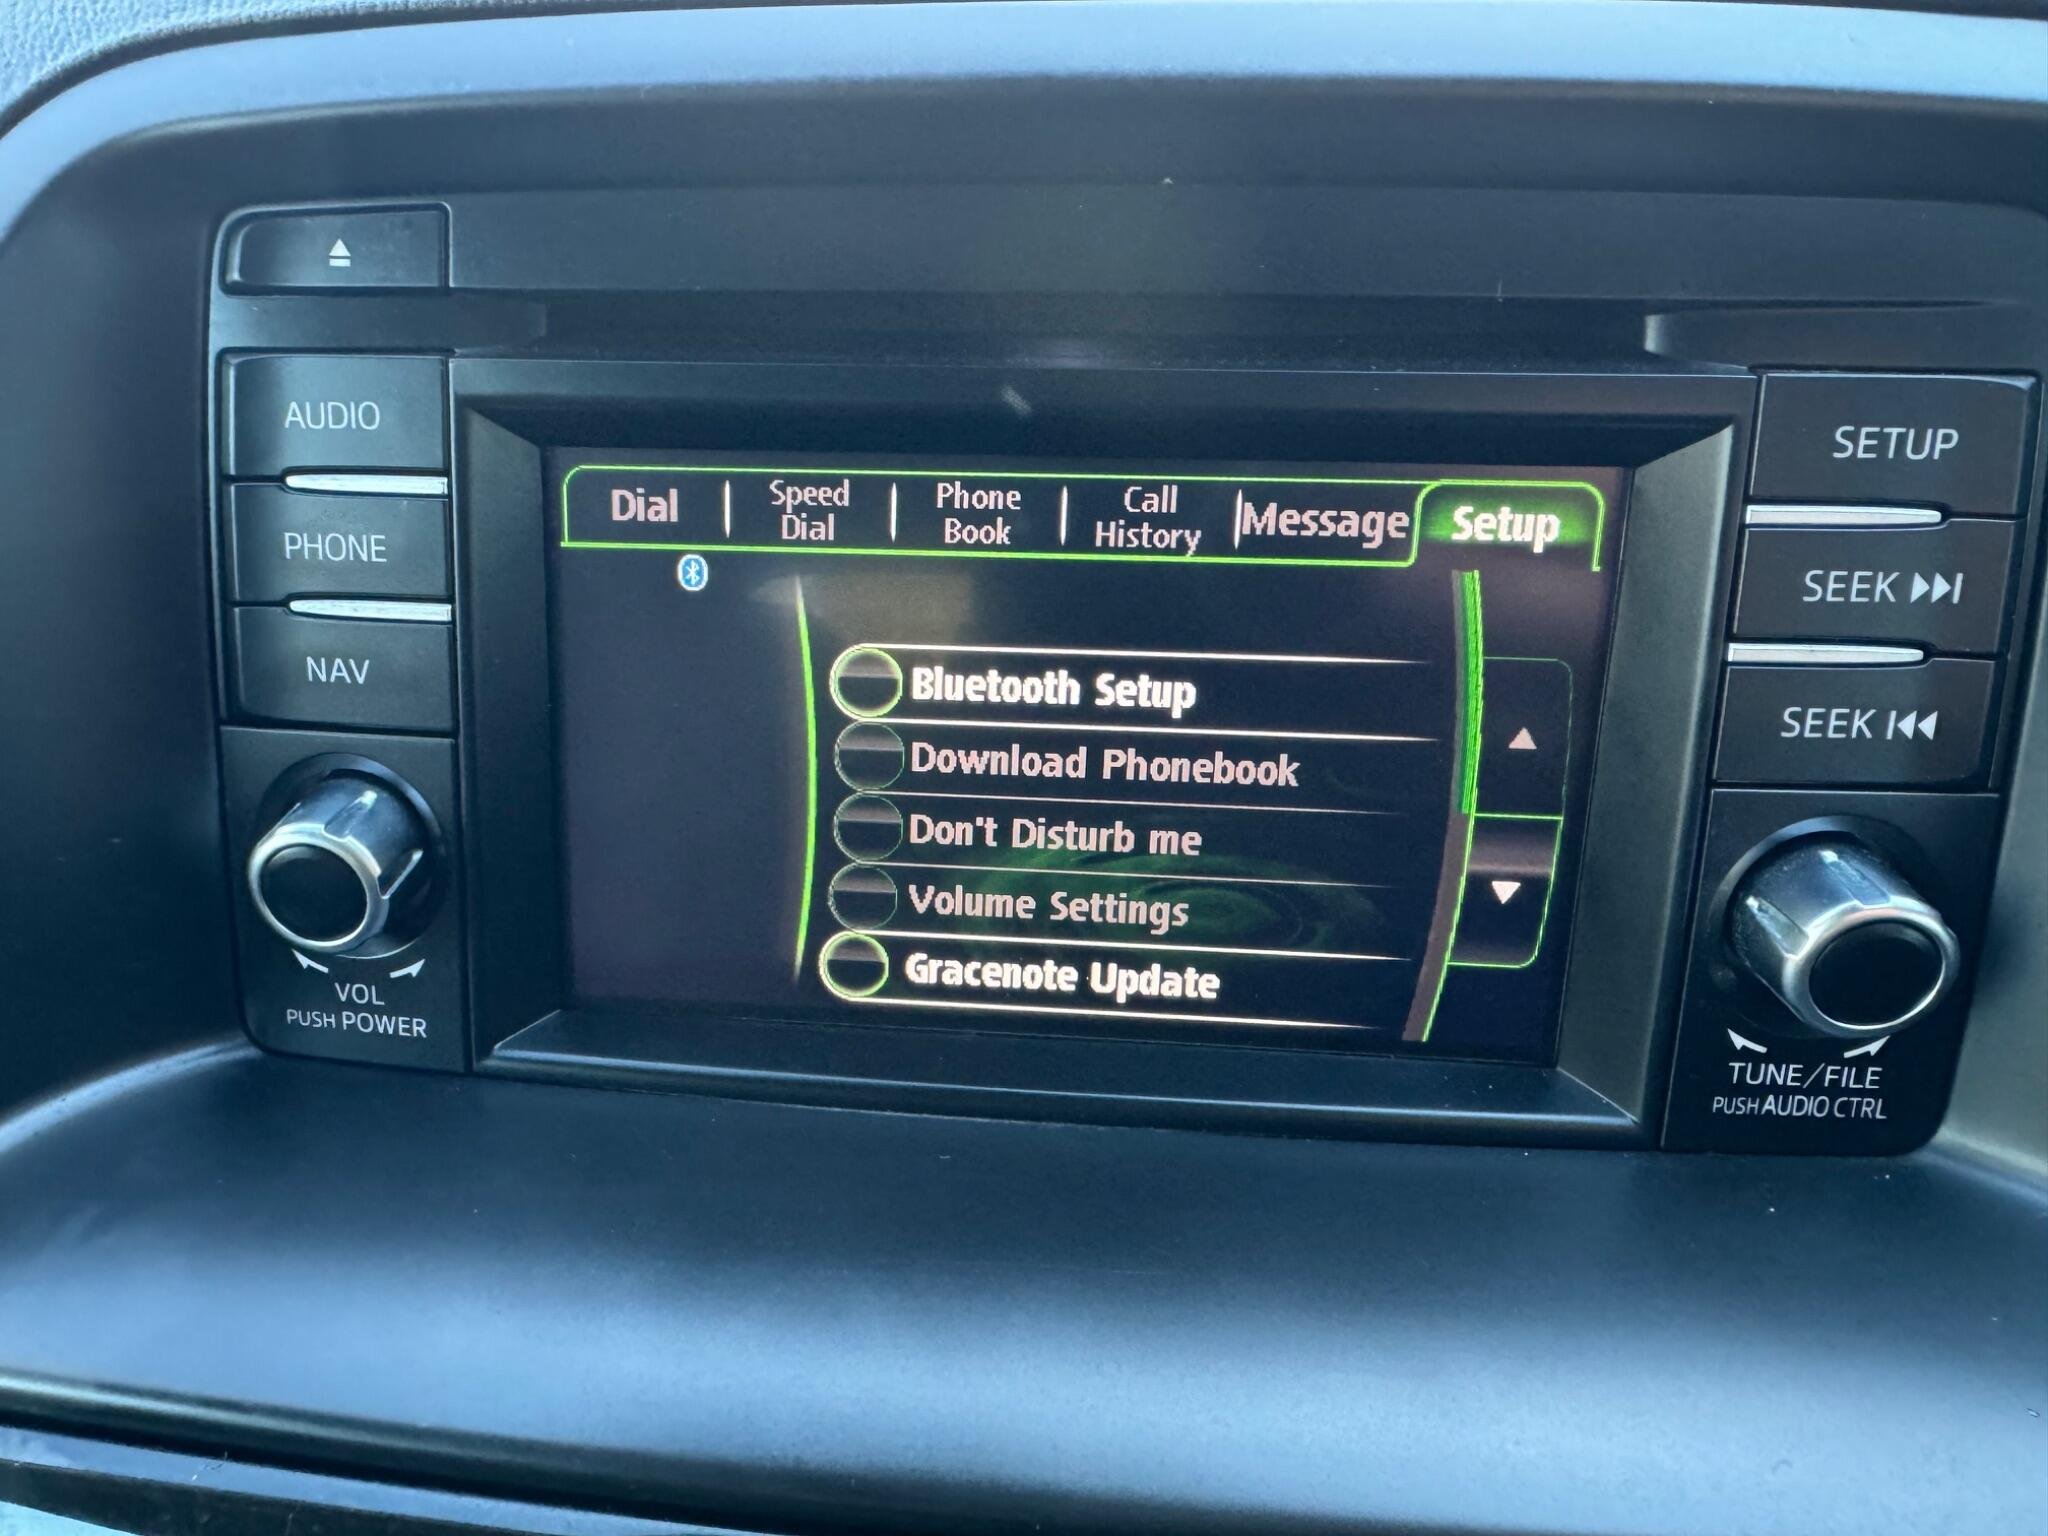 AUDIO
PHONE
NAV
VOL
PUSH POWER
Dial
Speed
Dial
Phone
Book
Call
History
Message
Setup
Bluetooth Setup
Download Phonebook
Don't Disturb me
Volume Settings
Gracenote Update
SETUP
SEEK
SEEK
TUNE/FILE
PUSH AUDIO CTRL